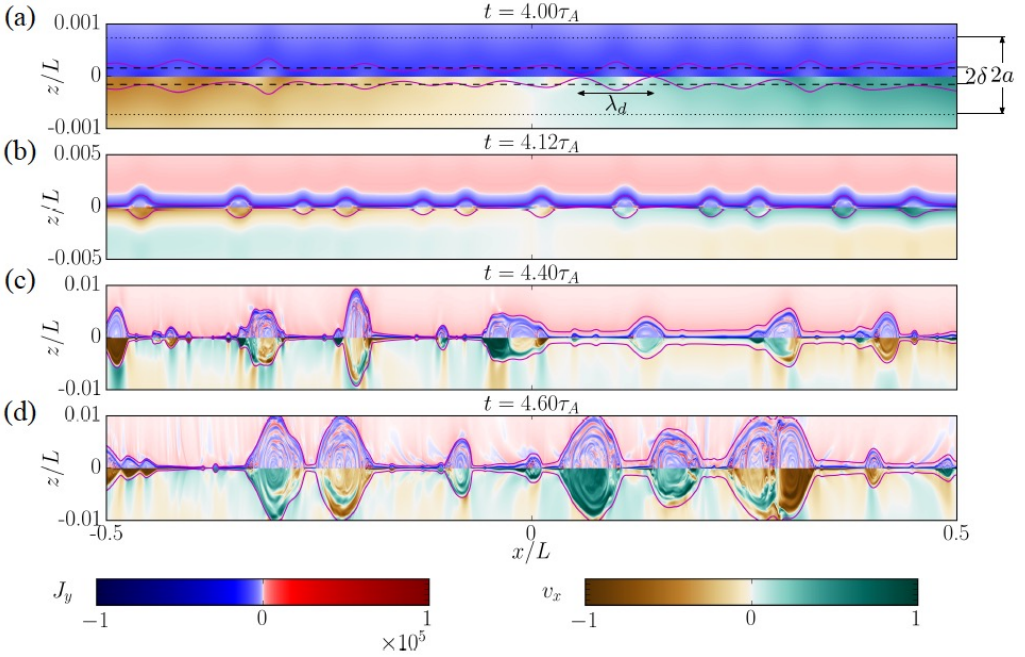 (a) t = 4.00τ_A
z/L
0.001
0
-0.001
λ_d
2δ 2a
(b) t = 4.12τ_A
z/L
0.005
0
-0.005
(c) t = 4.40τ_A
z/L
0.01
0
-0.01
(d) t = 4.60τ_A
z/L
0.01
0
-0.01
-0.5 0 0.5
x/L
J_y
−1 0 1
×10^5
v_x
−1 0 1